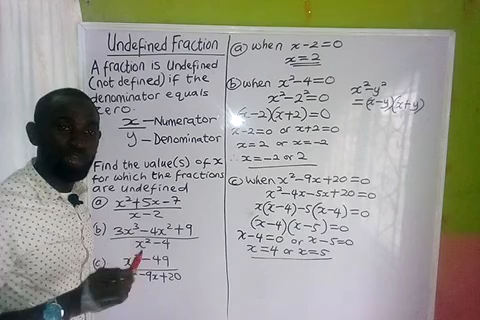 Undefined Fraction
A fraction is undefined
(not defined) if the
denominator equals
zero.
x — Numerator
y — Denominator
Find the value(s) of x
for which the fractions
are undefined
(a) x²+5x-7
x-2
(b) 3x³-4x²+9
x²-4
(c) x -49
-9x+20
(a) when x-2=0
x=2
(b) when x²-4=0
x²-2²=0
x-2)(x+2)=0
x-2=0 or x+2=0
x=2 or x=-2
∴ x=-2 or 2
x²-y²
=(x-y)(x+y)
(c) when x²-9x+20=0
x²-4x-5x+20=0
x(x-4)-5(x-4)=0
(x-4)(x-5)=0
x-4=0 or x-5=0
x=4 or x=5